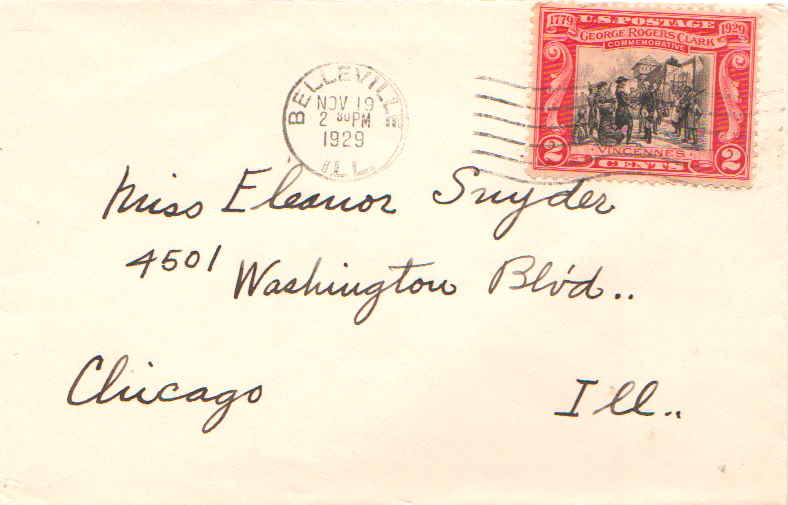 1779 U.S. POSTAGE 1929
GEORGE ROGERS CLARK
COMMEMORATIVE
VINCENNES
2 CENTS 2
BELLEVILLE
NOV 19
2 30 PM
1929
ILL.
Miss Eleanor Snyder
4501 Washington Blv'd..
Chicago Ill..